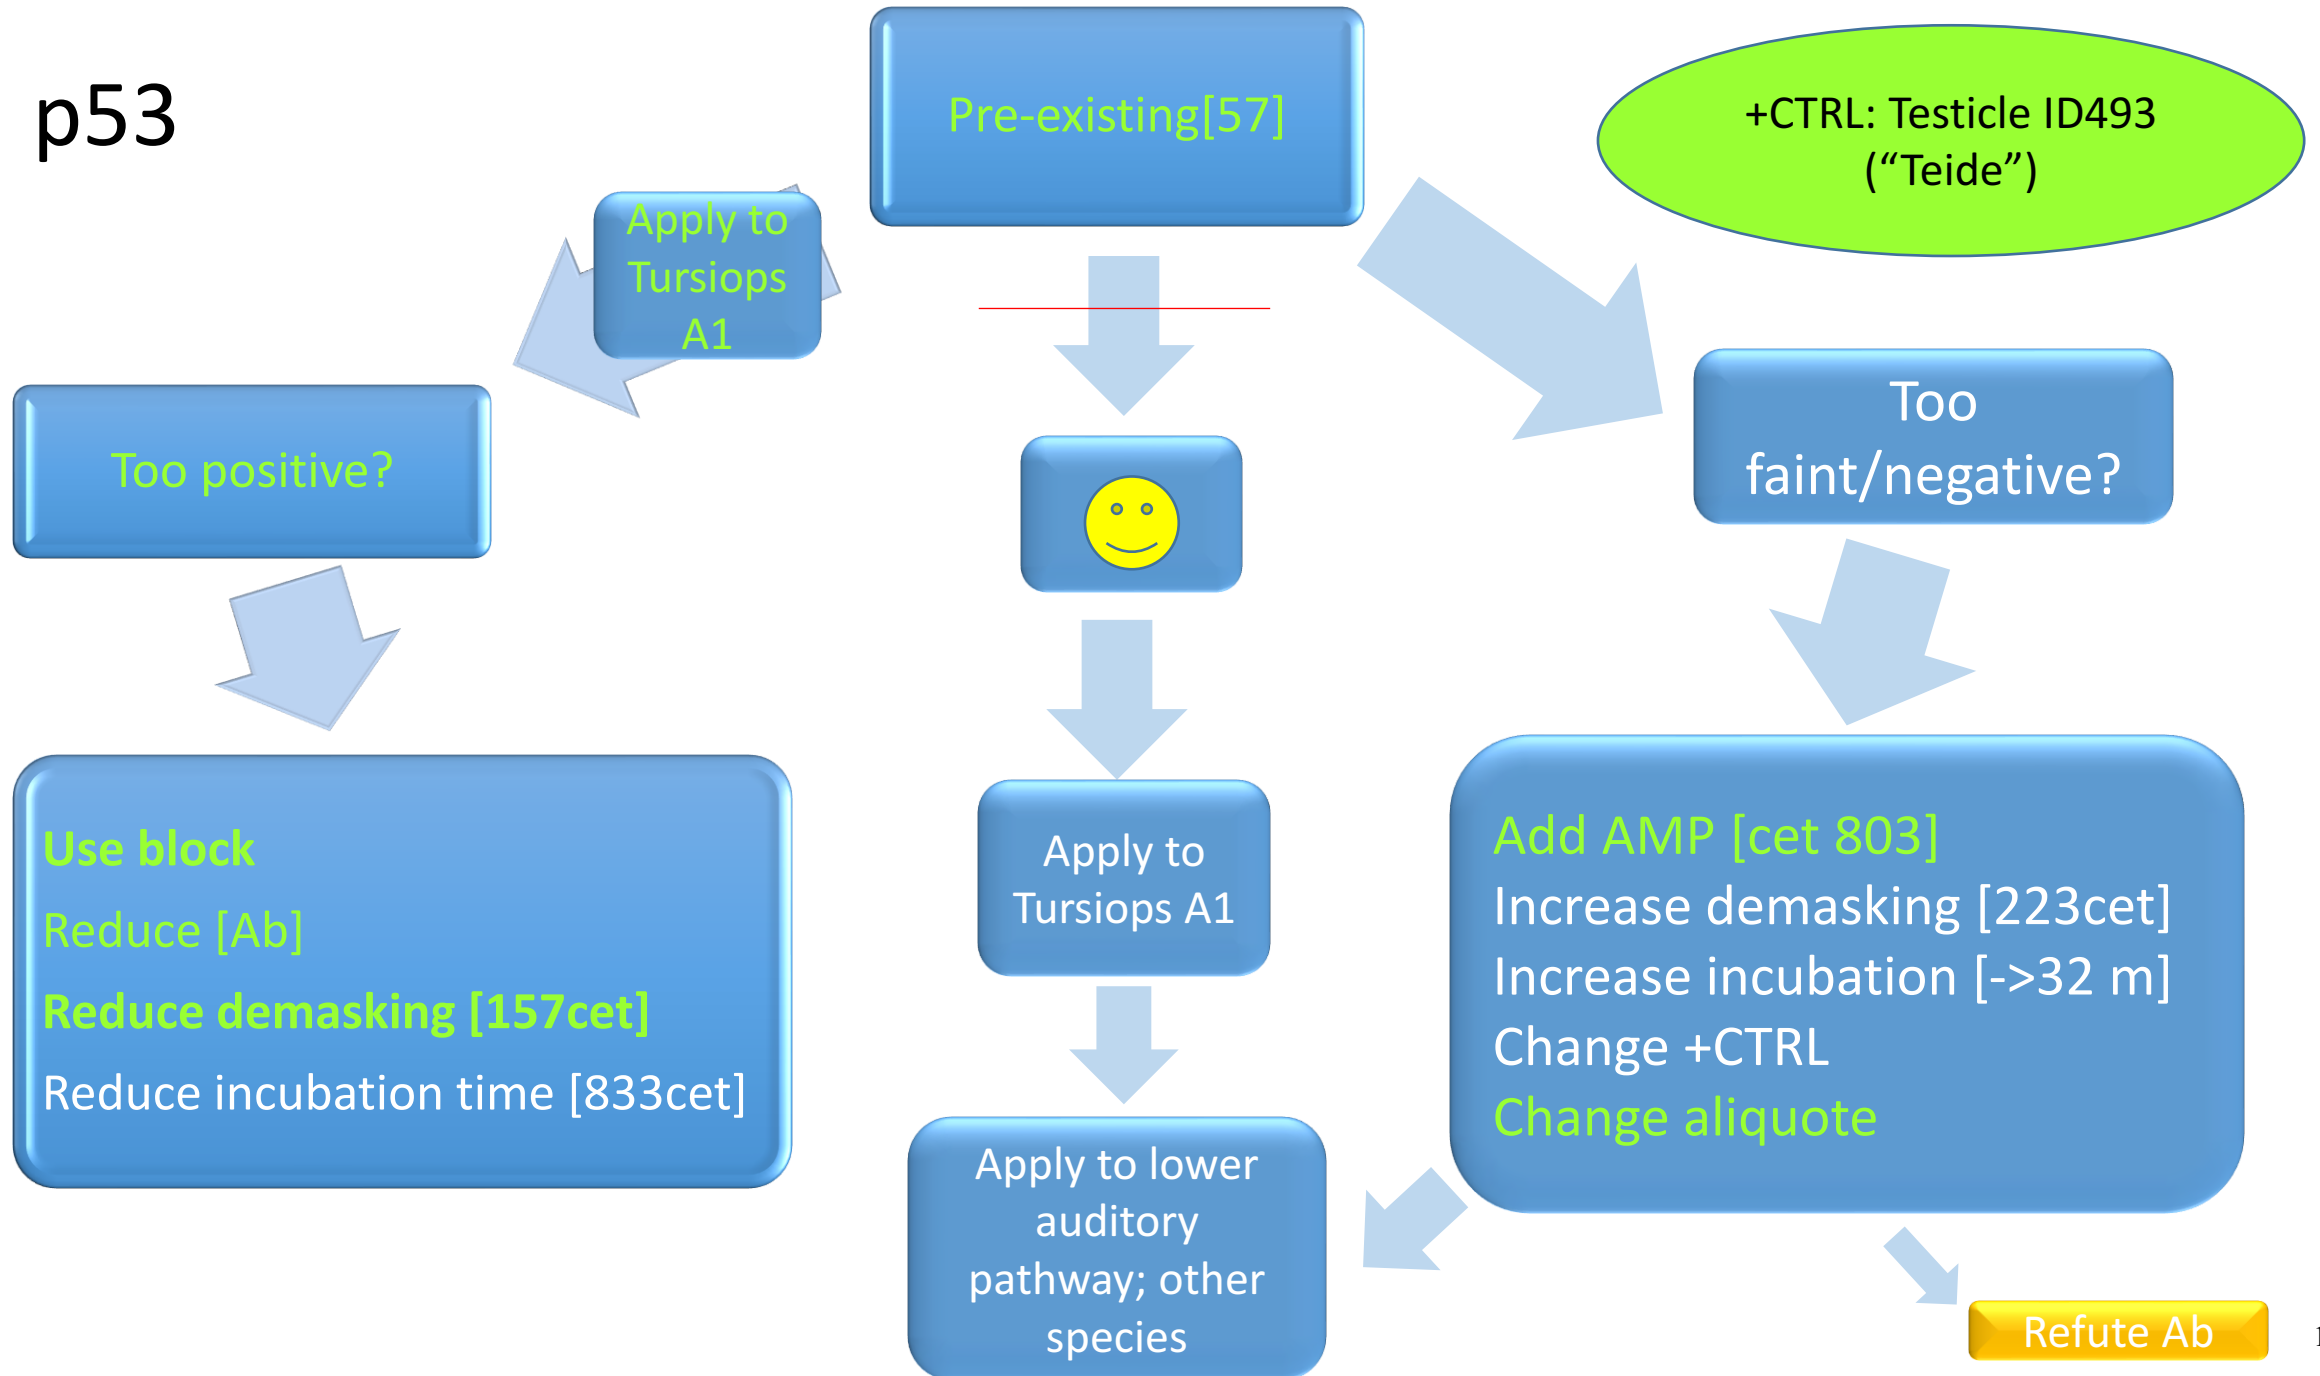 p53
Pre-existing[57]
+CTRL: Testicle ID493
(“Teide”)
Apply to
Tursiops
A1
Too positive?
Too
faint/negative?
Use block
Reduce [Ab]
Reduce demasking [157cet]
Reduce incubation time [833cet]
Apply to
Tursiops A1
Add AMP [cet 803]
Increase demasking [223cet]
Increase incubation [->32 m]
Change +CTRL
Change aliquote
Apply to lower
auditory
pathway; other
species
Refute Ab